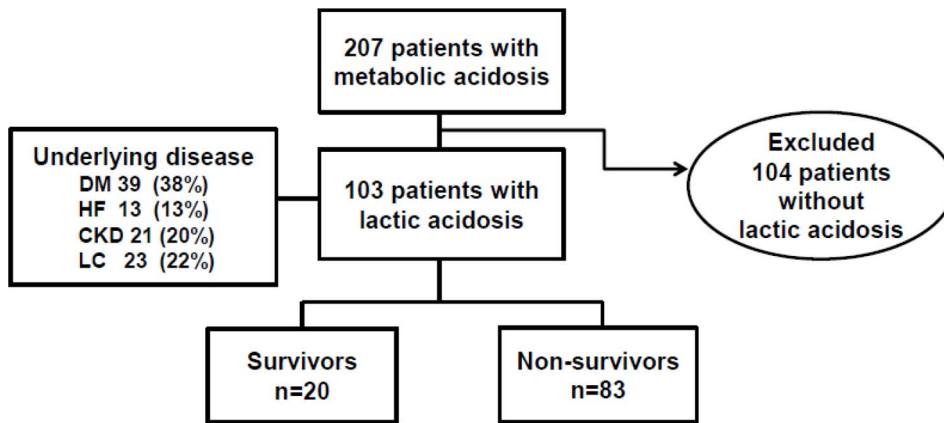 207 patients with
metabolic acidosis
Excluded
104 patients
without
lactic acidosis
Underlying disease
DM 39 (38%)
HF 13 (13%)
CKD 21 (20%)
LC 23 (22%)
103 patients with
lactic acidosis
Survivors
n=20
Non-survivors
n=83